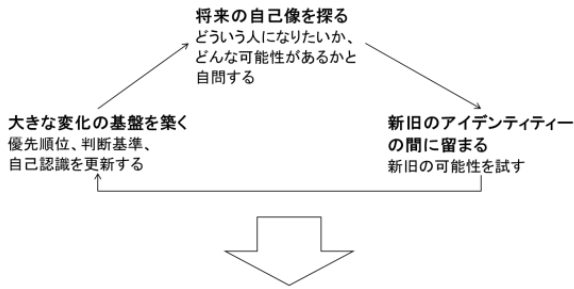 将来の自己像を探る
どういう人になりたいか、
どんな可能性があるかと
自問する
大きな変化の基盤を築く
優先順位、判断基準、
自己認識を更新する
新旧のアイデンティティー
の間に留まる
新旧の可能性を試す